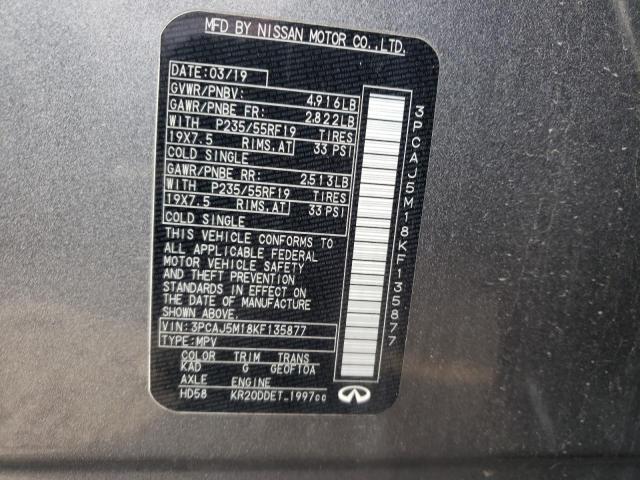 MFD BY NISSAN MOTOR CO.,LTD.
DATE:03/19
GVWR/PNBV: 4,916LB
GAWR/PNBE FR: 2,822LB
WITH P235/55RF19 TIRES
19X7.5 RIMS,AT 33 PSI
COLD SINGLE
GAWR/PNBE RR: 2,513LB
WITH P235/55RF19 TIRES
19X7.5 RIMS,AT 33 PSI
COLD SINGLE
THIS VEHICLE CONFORMS TO
ALL APPLICABLE FEDERAL
MOTOR VEHICLE SAFETY
AND THEFT PREVENTION
STANDARDS IN EFFECT ON
THE DATE OF MANUFACTURE
SHOWN ABOVE.
VIN: 3PCAJ5M18KF135877
TYPE:MPV
COLOR TRIM TRANS
KAD G GE0F10A
AXLE ENGINE
HD58 KR20DDET_1997cc
3PCAJ5M18KF135877